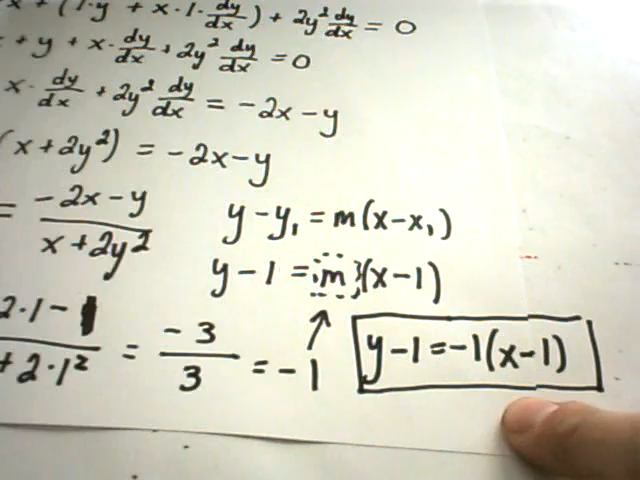 x + (1·y + x·1·dy/dx) + 2y² dy/dx = 0
+ y + x·dy/dx + 2y² dy/dx = 0
x·dy/dx + 2y² dy/dx = -2x-y
(x+2y²) = -2x-y
= -2x-y / x+2y²
y-y₁ = m(x-x₁)
y-1 = m(x-1)
2·1-1 / +2·1² = -3/3 = -1
y-1=-1(x-1)